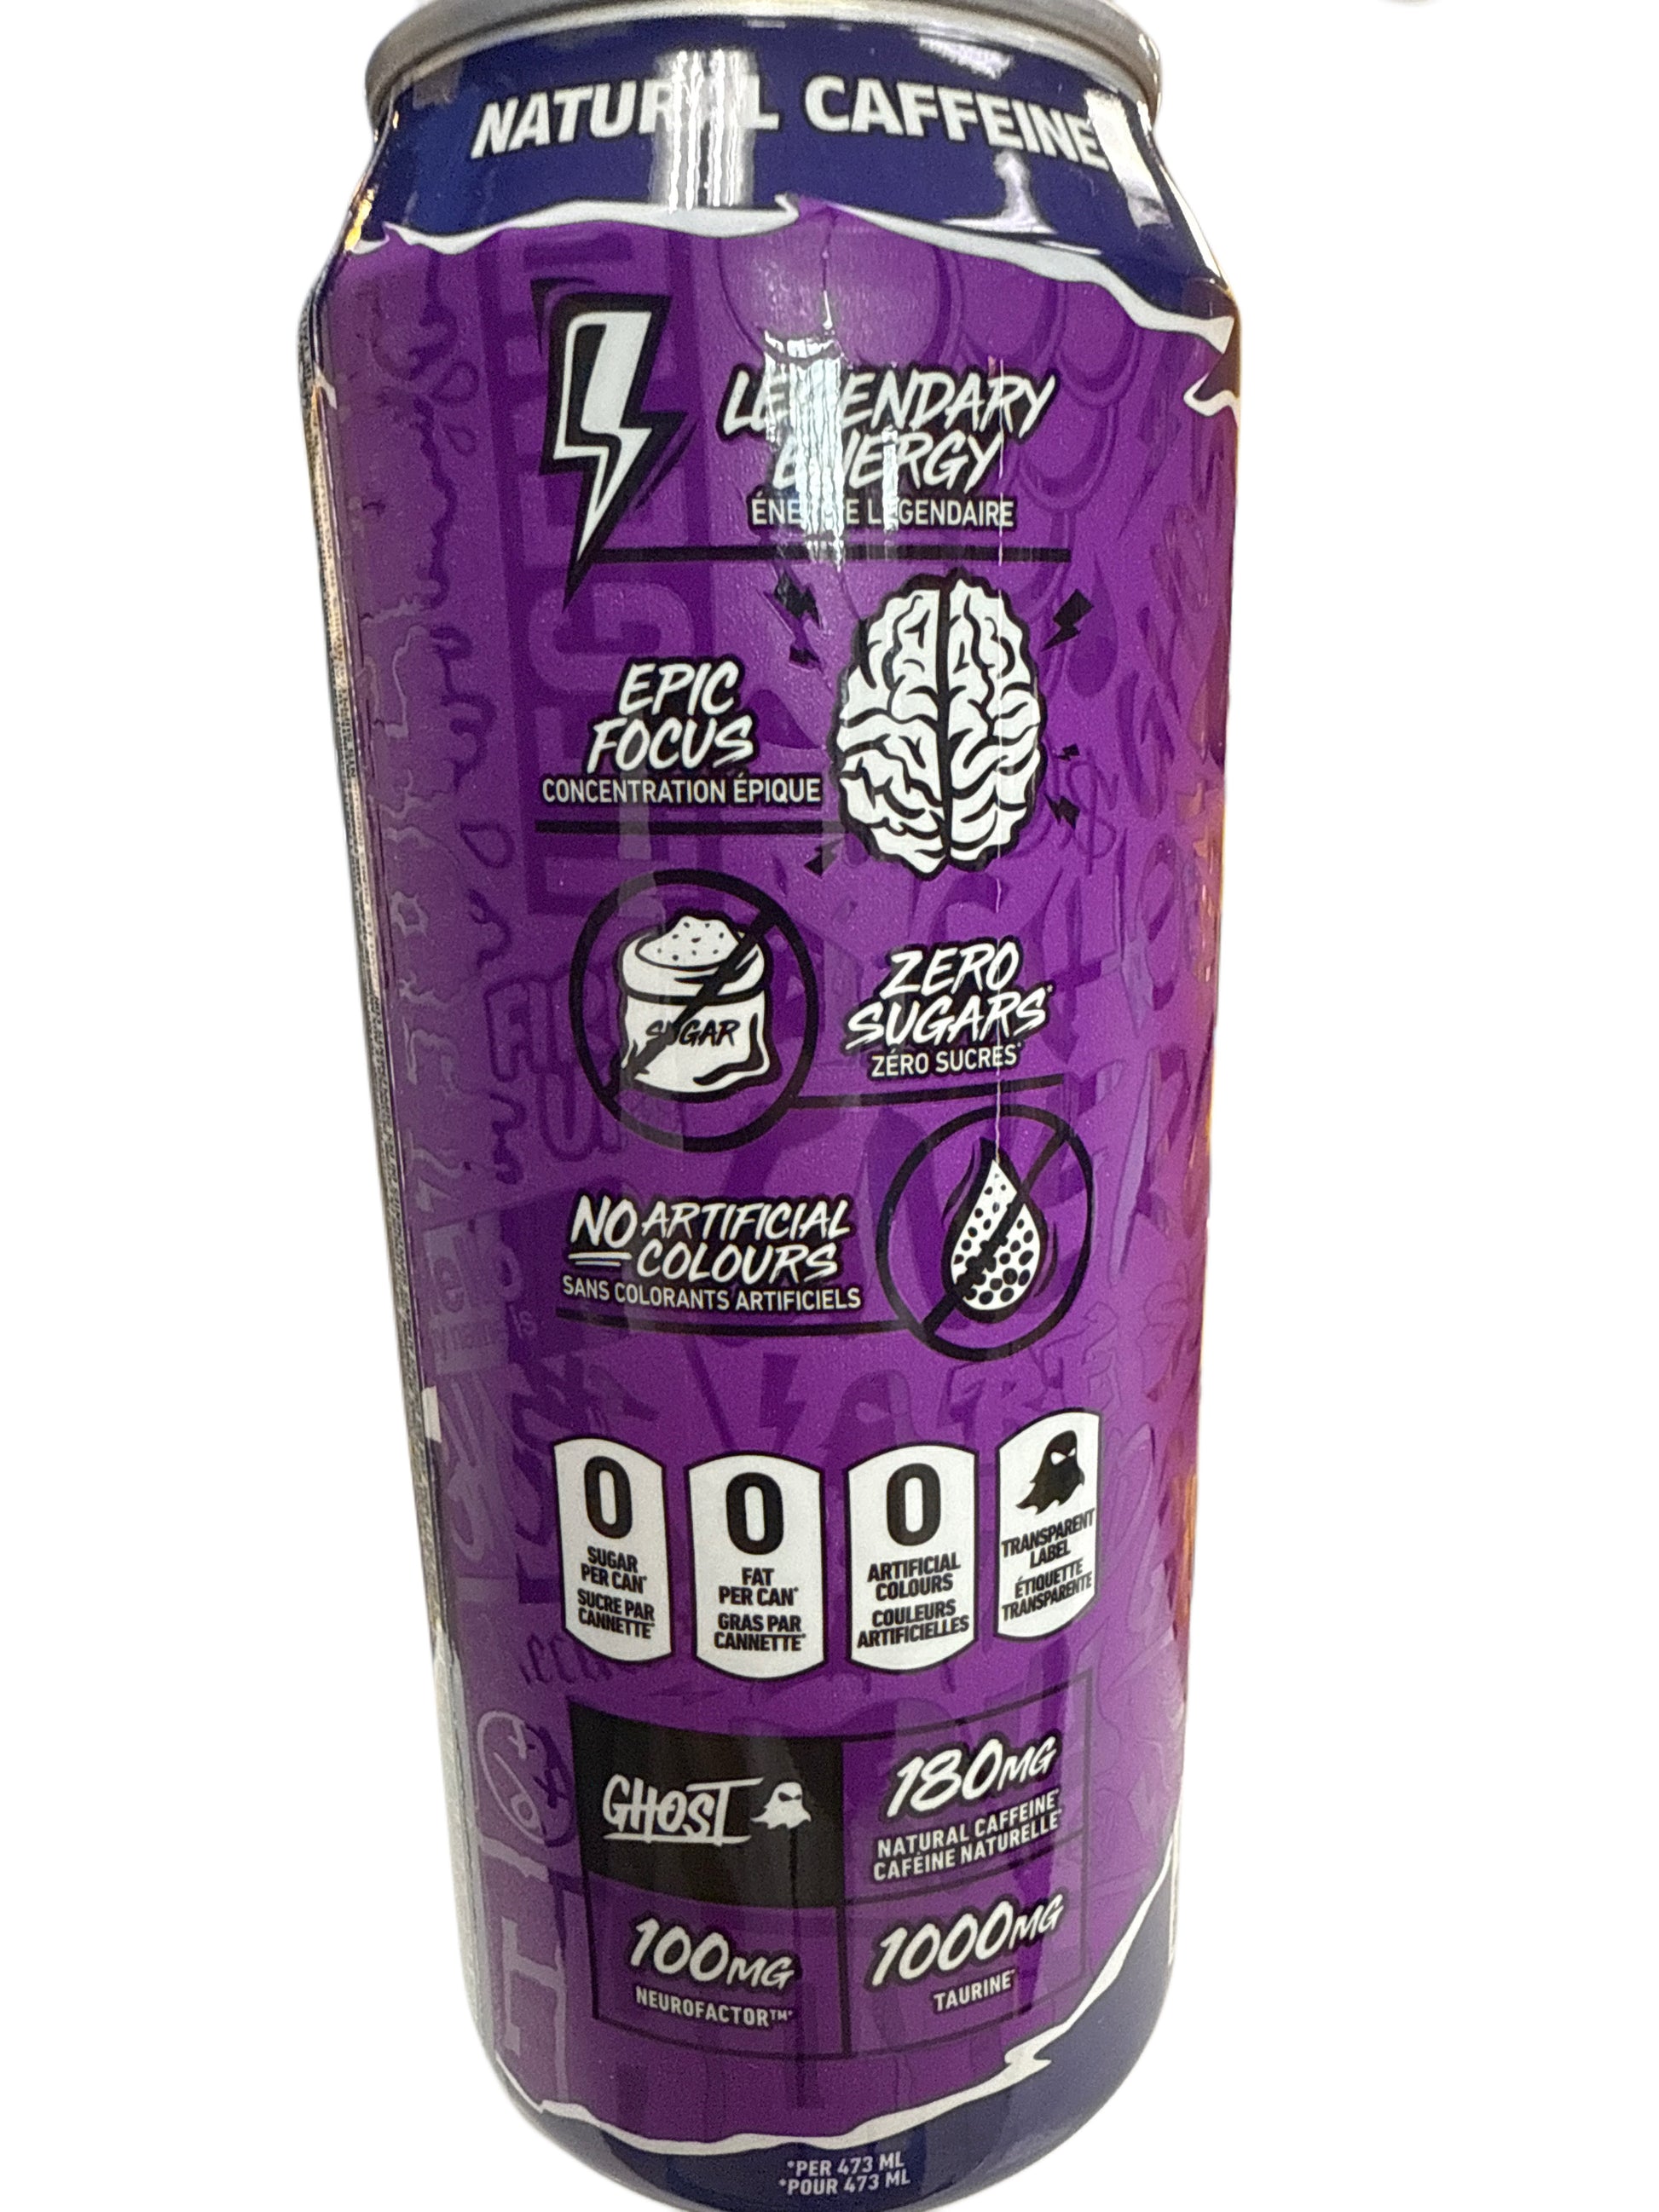 NATURAL CAFFEINE
LEGENDARY
ENERGY
ÉNERGIE LÉGENDAIRE
EPIC
FOCUS
CONCENTRATION ÉPIQUE
SUGAR
ZERO
SUGARS*
ZÉRO SUCRES*
NO ARTIFICIAL
COLOURS
SANS COLORANTS ARTIFICIELS
0
SUGAR
PER CAN*
SUCRE PAR
CANNETTE*
0
FAT
PER CAN*
GRAS PAR
CANNETTE*
0
ARTIFICIAL
COLOURS
COULEURS
ARTIFICIELLES
TRANSPARENT
LABEL
ÉTIQUETTE
TRANSPARENTE
GHOST
180MG
NATURAL CAFFEINE*
CAFÉINE NATURELLE*
100MG
NEUROFACTOR™*
1000MG
TAURINE*
*PER 473 ML
*POUR 473 ML